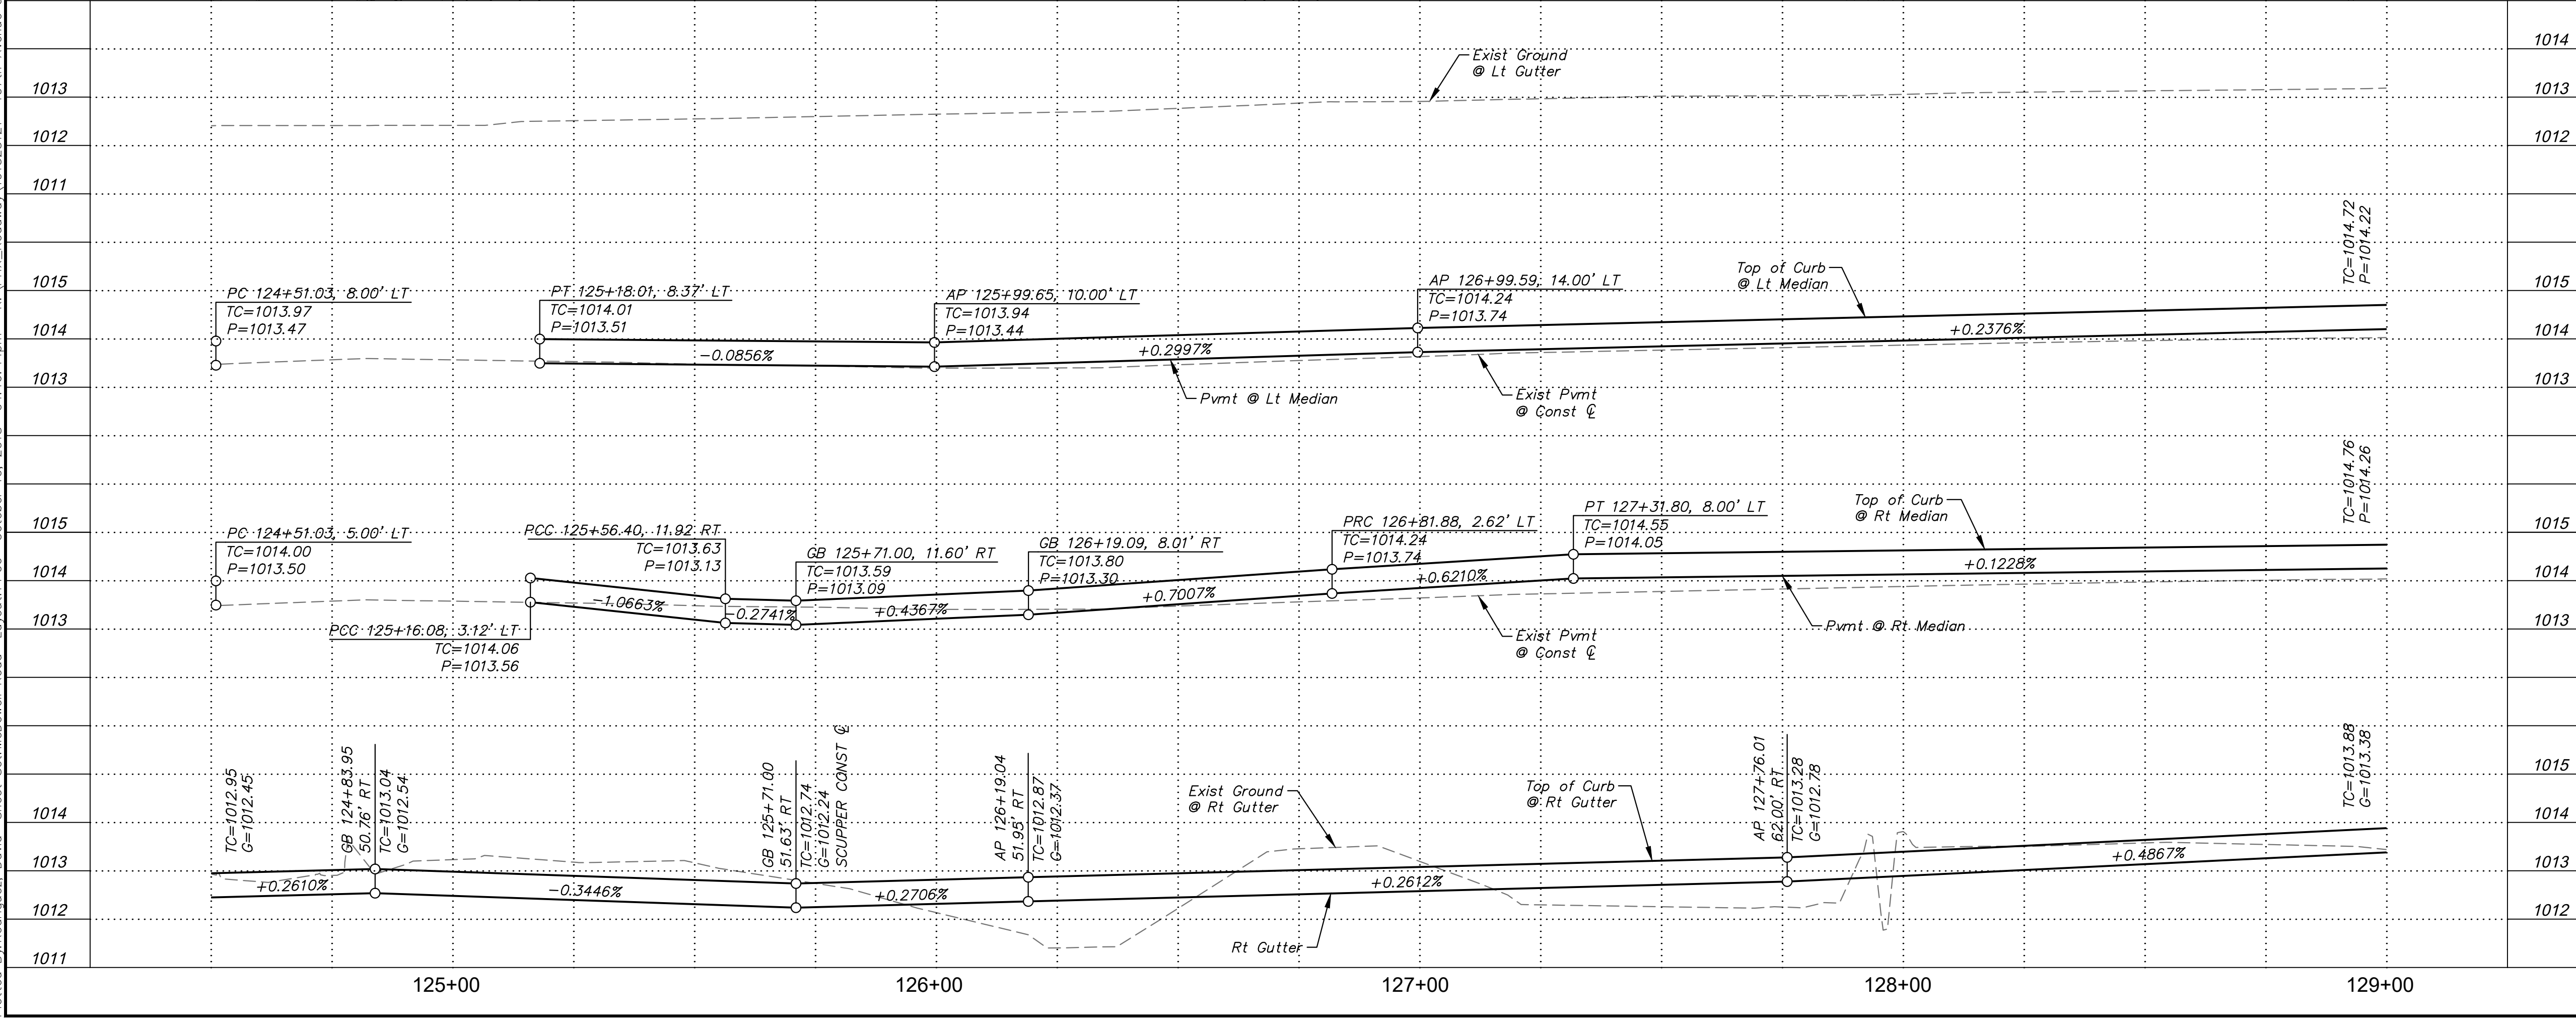 1014
Exist Ground
@ Lt Gutter
1013
1013
1012
1012
1011
TC=1014.72
P=1014.22
1015
1015
PC 124+51.03, 8.00' LT
TC=1013.97
P=1013.47
PT 125+18.01, 8.37' LT
TC=1014.01
P=1013.51
AP 125+99.65, 10.00' LT
TC=1013.94
P=1013.44
AP 126+99.59, 14.00' LT
TC=1014.24
P=1013.74
Top of Curb
@ Lt Median
1014
1014
-0.0856%
+0.2997%
+0.2376%
1013
1013
Pvmt @ Lt Median
Exist Pvmt
@ Const ℄
TC=1014.76
P=1014.26
1015
1015
PC 124+51.03, 5.00' LT
TC=1014.00
P=1013.50
PCC 125+56.40, 11.92 RT
TC=1013.63
P=1013.13
GB 125+71.00, 11.60' RT
TC=1013.59
P=1013.09
GB 126+19.09, 8.01' RT
TC=1013.80
P=1013.30
PRC 126+81.88, 2.62' LT
TC=1014.24
P=1013.74
PT 127+31.80, 8.00' LT
TC=1014.55
P=1014.05
Top of Curb
@ Rt Median
1014
1014
-1.0663%
-0.2741%
+0.4367%
+0.7007%
+0.6210%
+0.1228%
1013
1013
PCC 125+16.08, 3.12' LT
TC=1014.06
P=1013.56
Exist Pvmt
@ Const ℄
Pvmt @ Rt Median
1015
TC=1012.95
G=1012.45
GB 124+83.95
50.76' RT
TC=1013.04
G=1012.54
GB 125+71.00
51.63' RT
TC=1012.74
G=1012.24
SCUPPER CONST ℄
AP 126+19.04
51.95' RT
TC=1012.87
G=1012.37
Exist Ground
@ Rt Gutter
Top of Curb
@ Rt Gutter
AP 127+76.01
62.00' RT
TC=1013.28
G=1012.78
TC=1013.88
G=1013.38
1014
1014
1013
1013
+0.2610%
-0.3446%
+0.2706%
+0.2612%
+0.4867%
1012
1012
Rt Gutter
1011
125+00
126+00
127+00
128+00
129+00